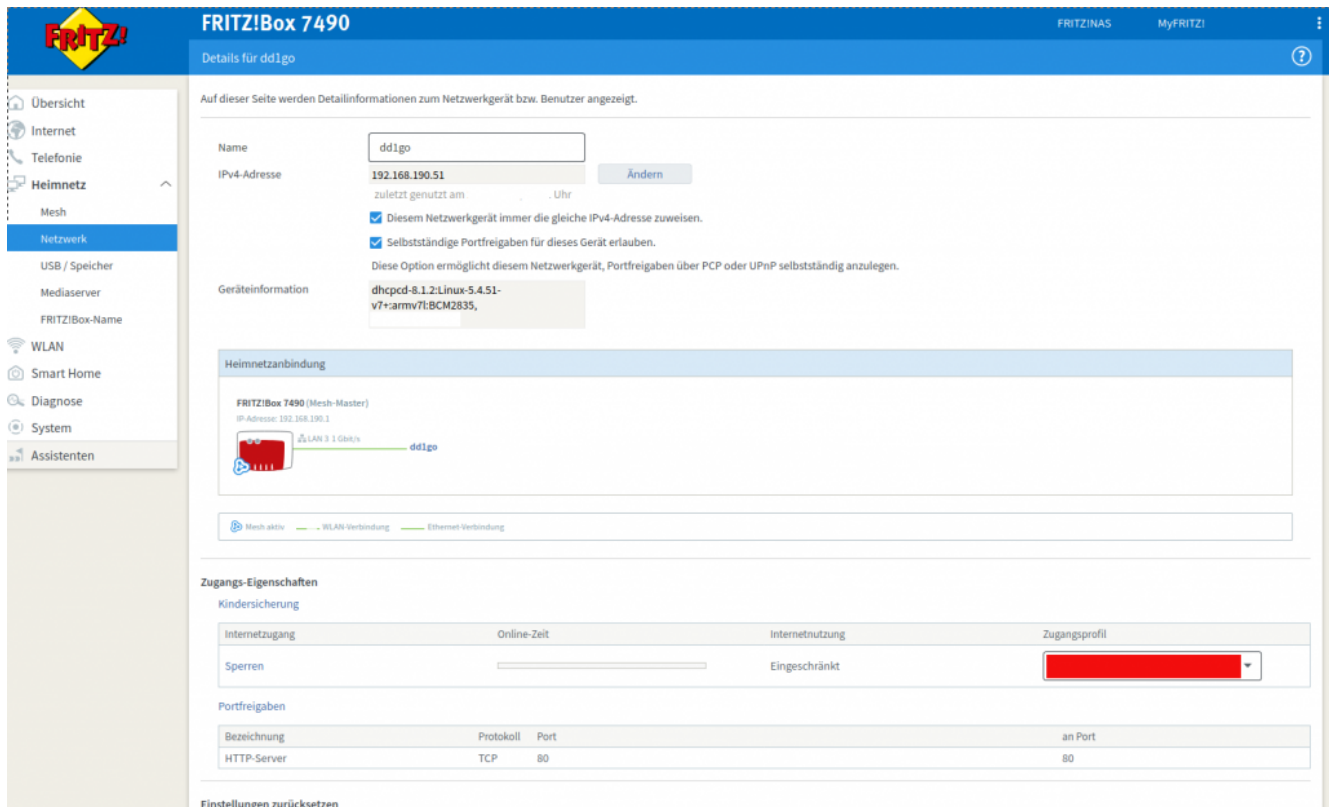 FRITZ!
FRITZ!Box 7490
FRITZ!NAS MyFRITZ!
Details für dd1go
?
Übersicht
Internet
Telefonie
Heimnetz
Mesh
Netzwerk
USB / Speicher
Mediaserver
FRITZ!Box-Name
WLAN
Smart Home
Diagnose
System
Assistenten
Auf dieser Seite werden Detailinformationen zum Netzwerkgerät bzw. Benutzer angezeigt.
Name dd1go
IPv4-Adresse 192.168.190.51 Ändern
zuletzt genutzt am . Uhr
Diesem Netzwerkgerät immer die gleiche IPv4-Adresse zuweisen.
Selbstständige Portfreigaben für dieses Gerät erlauben.
Diese Option ermöglicht diesem Netzwerkgerät, Portfreigaben über PCP oder UPnP selbstständig anzulegen.
Geräteinformation dhcpcd-8.1.2:Linux-5.4.51-
v7+:armv7l:BCM2835,
Heimnetzanbindung
FRITZ!Box 7490 (Mesh-Master)
IP-Adresse: 192.168.190.1
LAN 3 1 Gbit/s
dd1go
Mesh aktiv WLAN-Verbindung Ethernet-Verbindung
Zugangs-Eigenschaften
Kindersicherung
Internetzugang Online-Zeit Internetnutzung Zugangsprofil
Sperren Eingeschränkt
Portfreigaben
Bezeichnung Protokoll Port an Port
HTTP-Server TCP 80 80
Einstellungen zurücksetzen